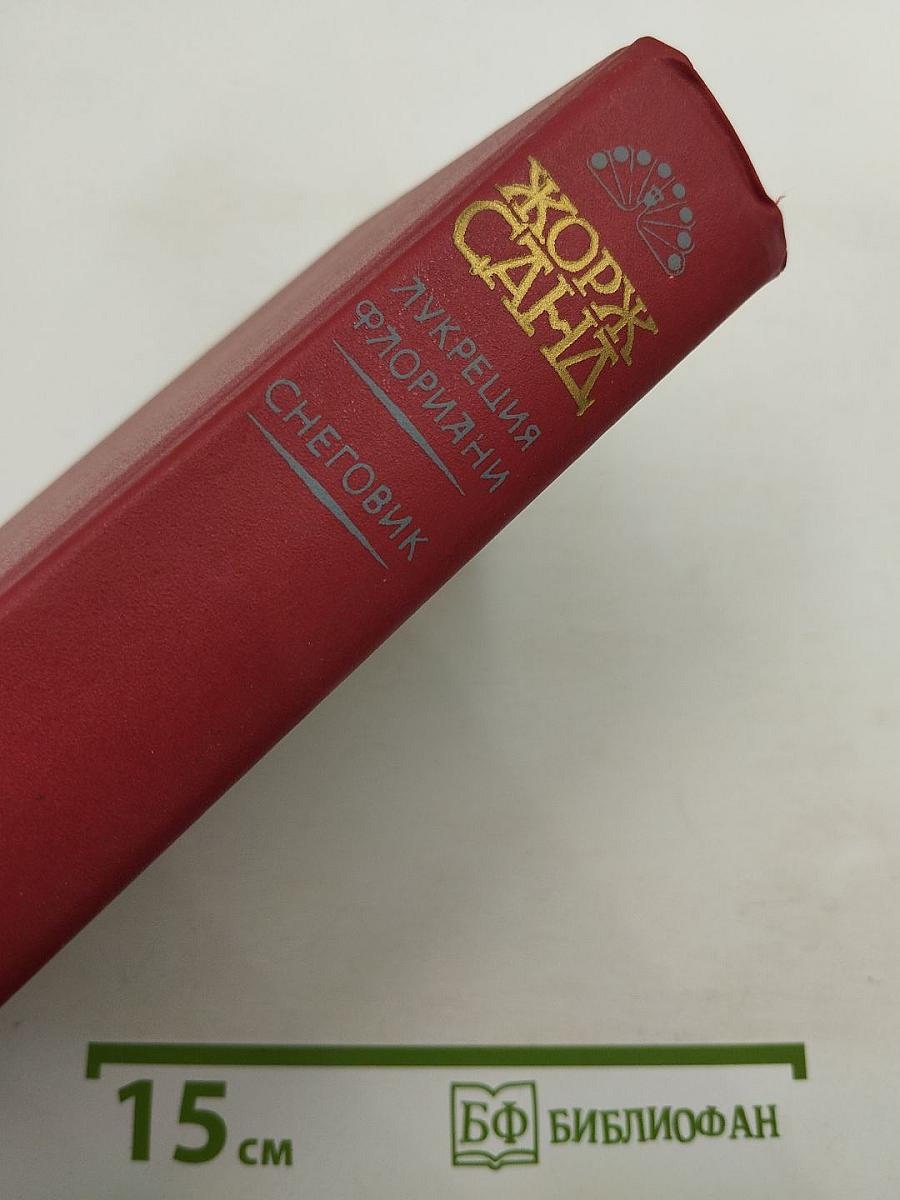 ЖОРЖ
САНД
ЛУКРЕЦИЯ
ФЛОРИАНИ
СНЕГОВИК
15 см
БФ БИБЛИОФАН